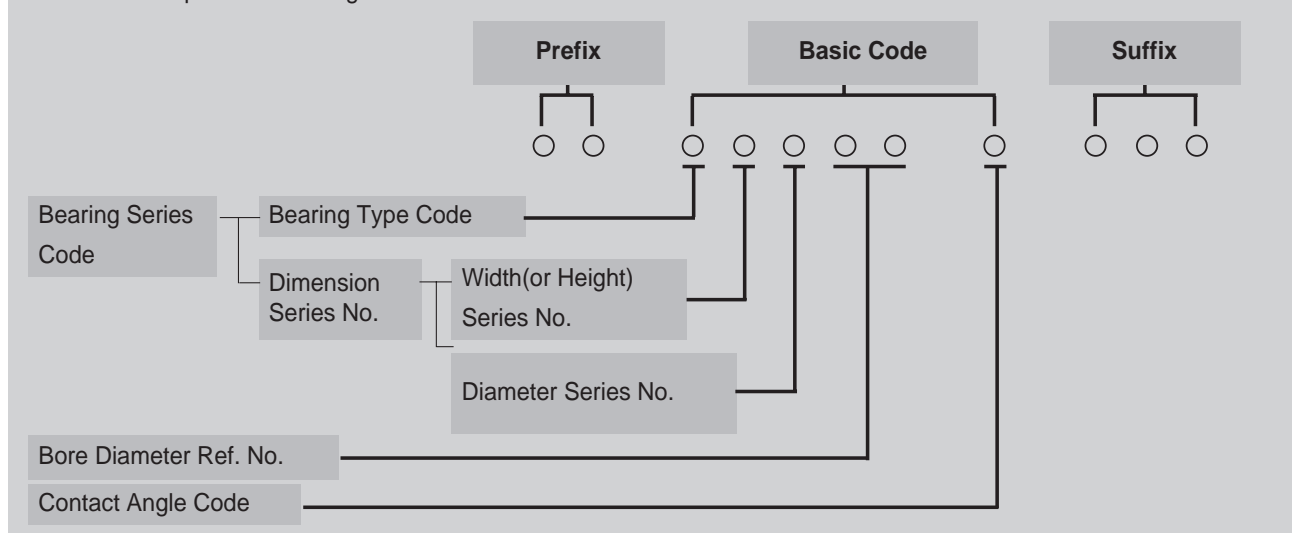 Prefix
Basic Code
Suffix
Bearing Series
Code
Bearing Type Code
Dimension
Series No.
Width(or Height)
Series No.
Diameter Series No.
Bore Diameter Ref. No.
Contact Angle Code